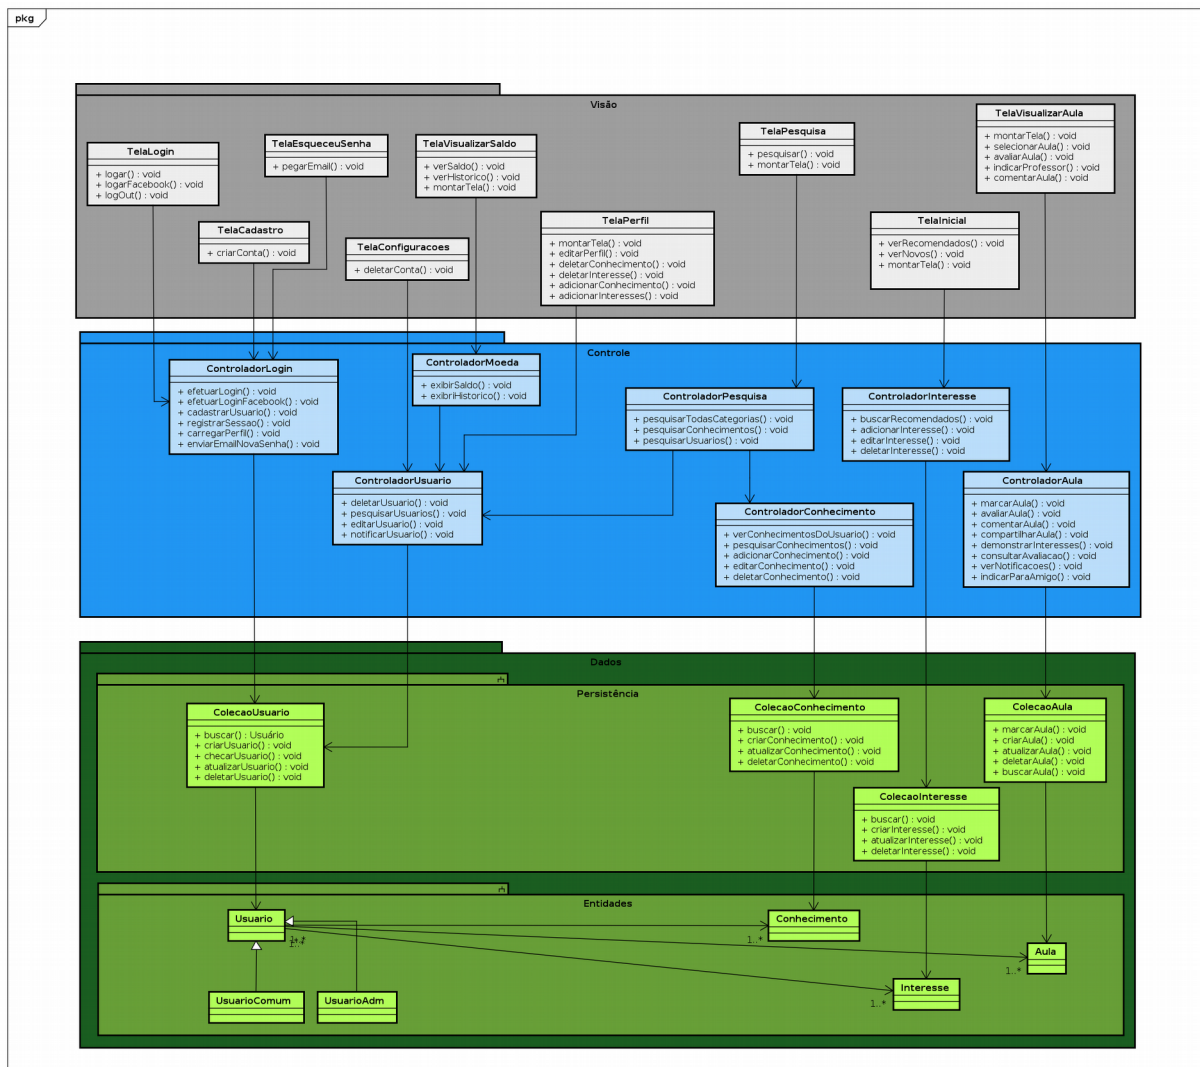 pkg
Visão
TelaLogin
+ logar() : void
+ logarFacebook() : void
+ logOut() : void
TelaEsqueceuSenha
+ pegarEmail() : void
TelaVisualizarSaldo
+ verSaldo() : void
+ verHistorico() : void
+ montarTela() : void
TelaPesquisa
+ pesquisar() : void
+ montarTela() : void
TelaVisualizarAula
+ montarTela() : void
+ selecionarAula() : void
+ avaliarAula() : void
+ indicarProfessor() : void
+ comentarAula() : void
TelaCadastro
+ criarConta() : void
TelaConfiguracoes
+ deletarConta() : void
TelaPerfil
+ montarTela() : void
+ editarPerfil() : void
+ deletarConhecimento() : void
+ deletarInteresse() : void
+ adicionarConhecimento() : void
+ adicionarInteresses() : void
TelaInicial
+ verRecomendados() : void
+ verNovos() : void
+ montarTela() : void
Controle
ControladorLogin
+ efetuarLogin() : void
+ efetuarLoginFacebook() : void
+ cadastrarUsuario() : void
+ registrarSessao() : void
+ carregarPerfil() : void
+ enviarEmailNovaSenha() : void
ControladorMoeda
+ exibirSaldo() : void
+ exibriHistorico() : void
ControladorPesquisa
+ pesquisarTodasCategorias() : void
+ pesquisarConhecimentos() : void
+ pesquisarUsuarios() : void
ControladorInteresse
+ buscarRecomendados() : void
+ adicionarInteresse() : void
+ editarInteresse() : void
+ deletarInteresse() : void
ControladorUsuario
+ deletarUsuario() : void
+ pesquisarUsuarios() : void
+ editarUsuario() : void
+ notificarUsuario() : void
ControladorConhecimento
+ verConhecimentosDoUsuario() : void
+ pesquisarConhecimentos() : void
+ adicionarConhecimento() : void
+ editarConhecimento() : void
+ deletarConhecimento() : void
ControladorAula
+ marcarAula() : void
+ avaliarAula() : void
+ comentarAula() : void
+ compartilharAula() : void
+ demonstrarInteresses() : void
+ consultarAvaliacao() : void
+ verNotificacoes() : void
+ indicarParaAmigo() : void
Dados
Persistência
ColecaoUsuario
+ buscar() : Usuário
+ criarUsuario() : void
+ checarUsuario() : void
+ atualizarUsuario() : void
+ deletarUsuario() : void
ColecaoConhecimento
+ buscar() : void
+ criarConhecimento() : void
+ atualizarConhecimento() : void
+ deletarConhecimento() : void
ColecaoAula
+ marcarAula() : void
+ criarAula() : void
+ atualizarAula() : void
+ deletarAula() : void
+ buscarAula() : void
ColecaoInteresse
+ buscar() : void
+ criarInteresse() : void
+ atualizarInteresse() : void
+ deletarInteresse() : void
Entidades
Usuario
Conhecimento
1..*
Aula
1..*
Interesse
1..*
UsuarioComum
UsuarioAdm